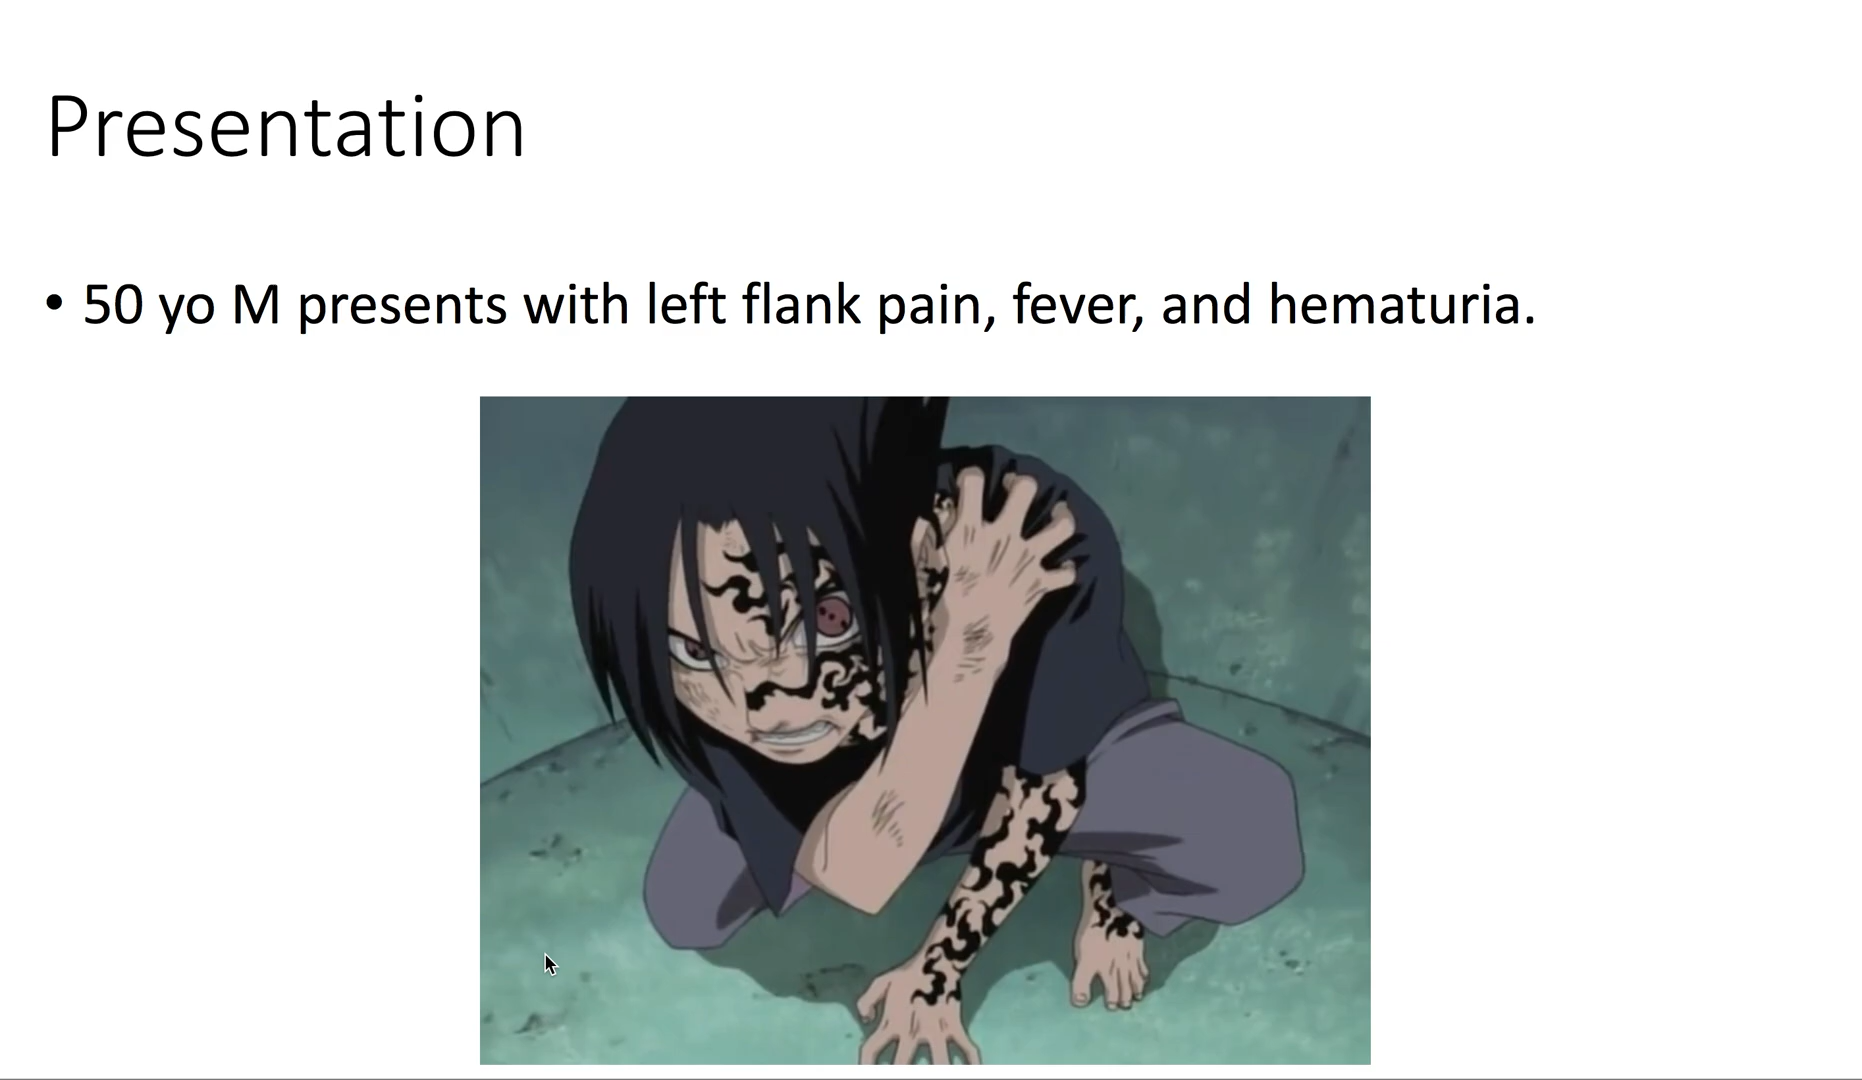 Presentation
• 50 yo M presents with left flank pain, fever, and hematuria.